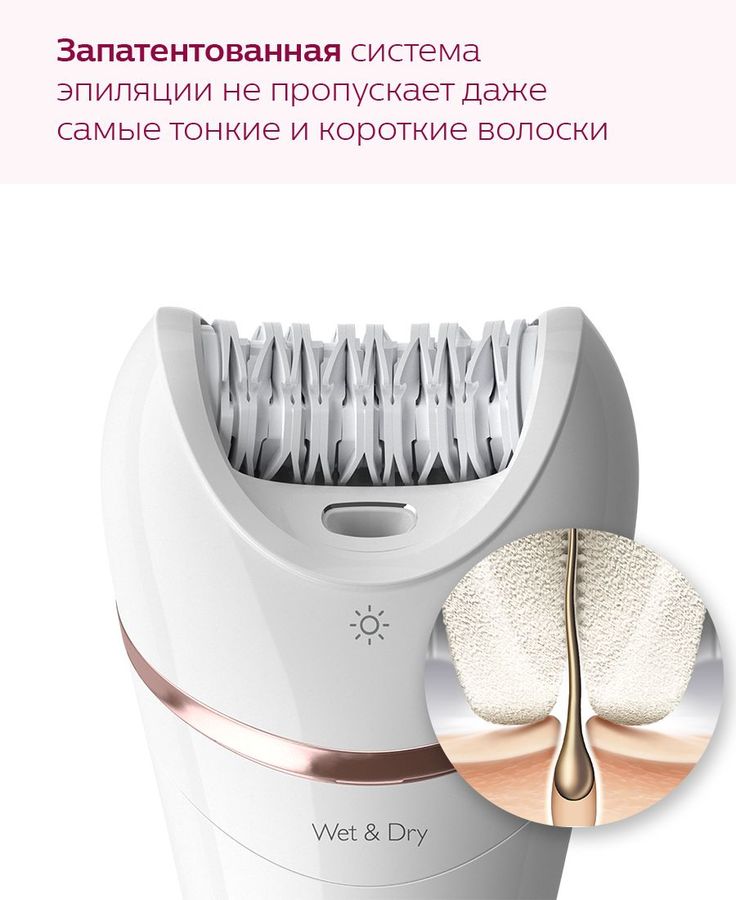 Запатентованная система
эпиляции не пропускает даже
самые тонкие и короткие волоски
Wet & Dry